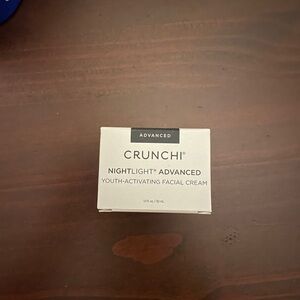 ADVANCED
CRUNCHI®
NIGHTLIGHT® ADVANCED
YOUTH-ACTIVATING FACIAL CREAM